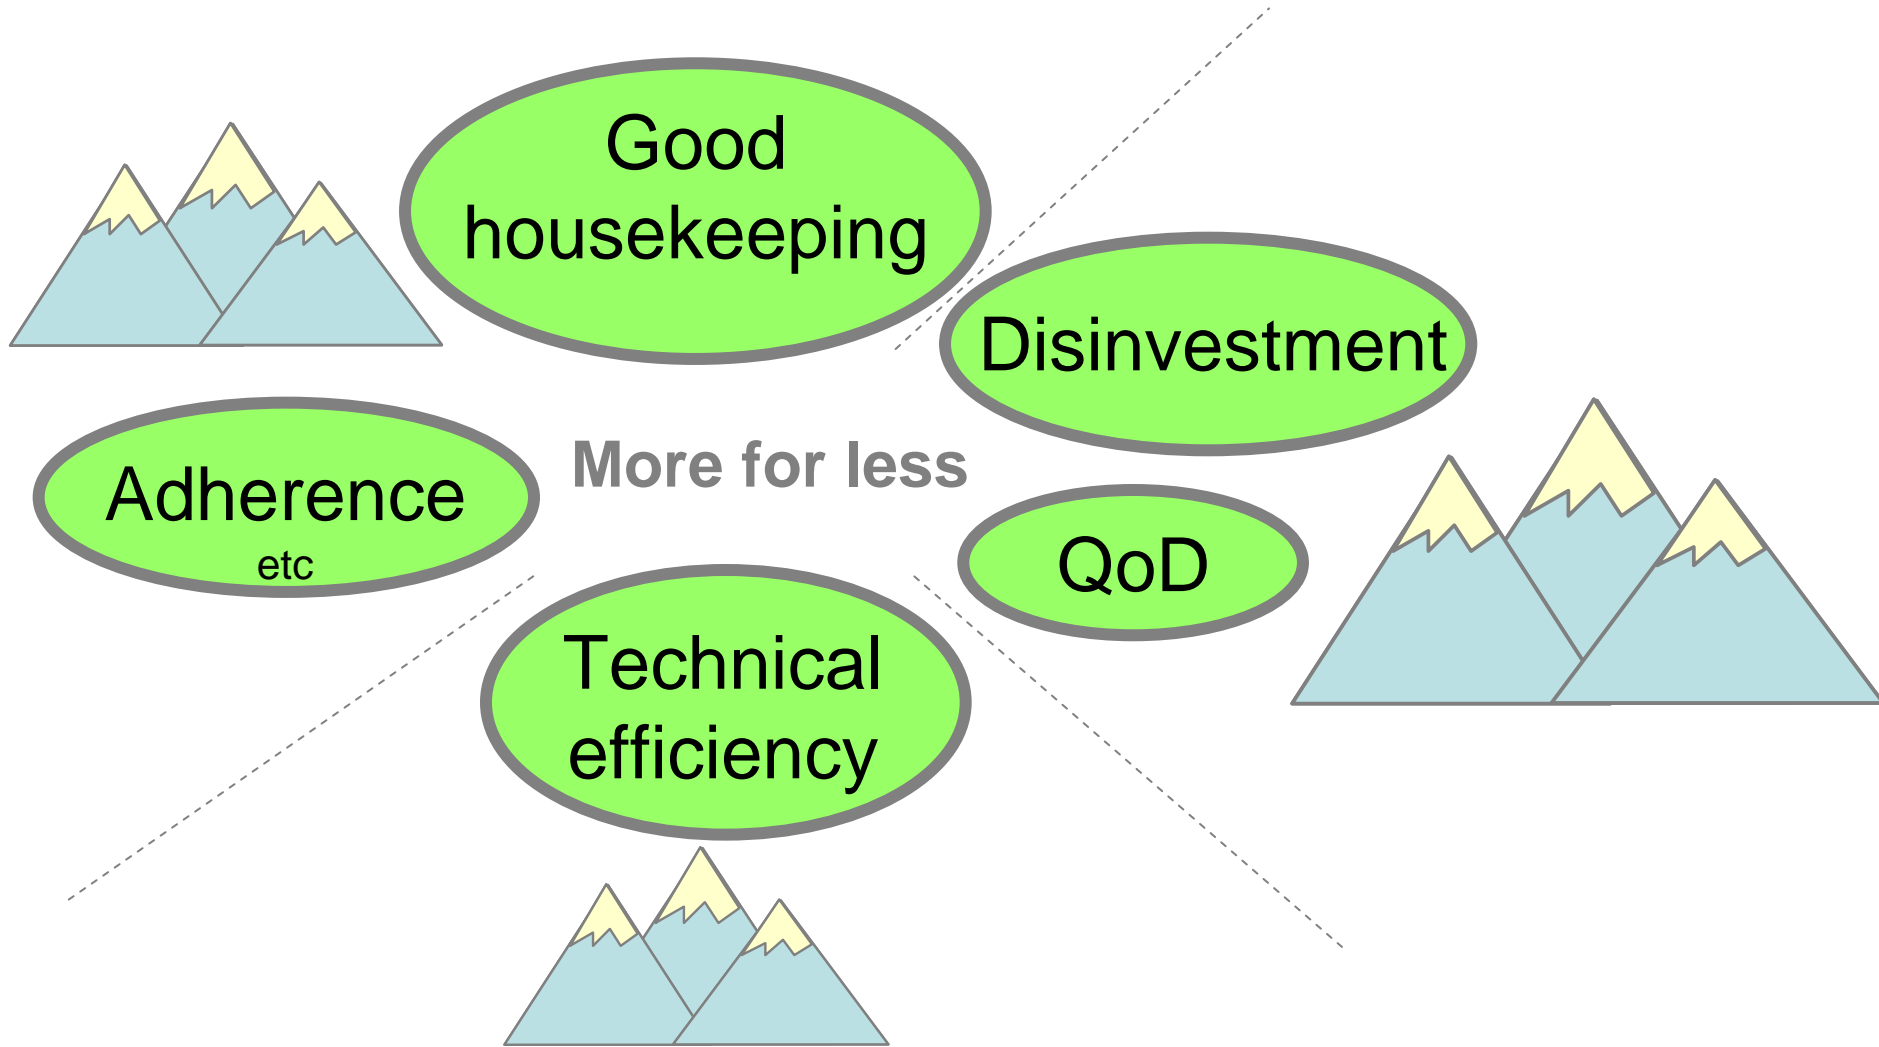 Good
housekeeping
Disinvestment
More for less
Adherence
etc
QoD
Technical
efficiency